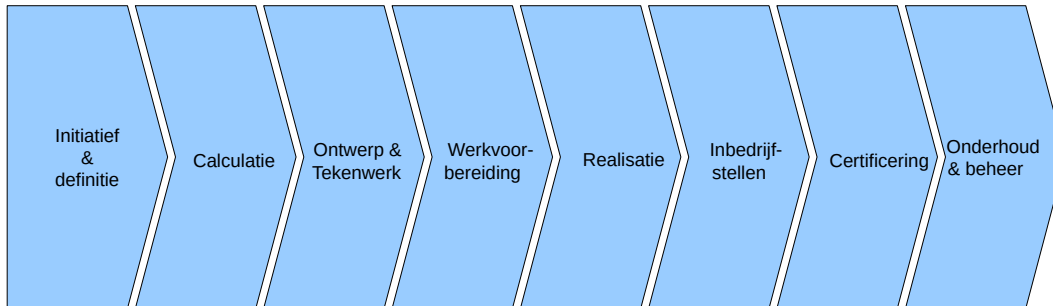 Initiatief
&
definitie
Calculatie
Ontwerp &
Tekenwerk
Werkvoor-
bereiding
Realisatie
Inbedrijf-
stellen
Certificering
Onderhoud
& beheer